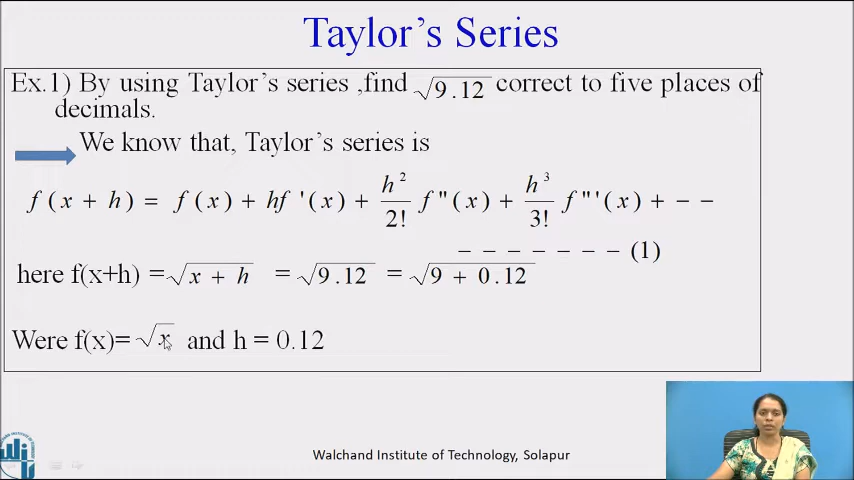 Taylor's Series
Ex.1) By using Taylor's series ,find √9.12 correct to five places of
decimals.
We know that, Taylor's series is
f(x + h) = f(x) + hf '(x) + h²/2! f "(x) + h³/3! f "'(x) + − −
− − − − − − − (1)
here f(x+h) = √x + h = √9.12 = √9 + 0.12
Were f(x)= √x and h = 0.12
Walchand Institute of Technology, Solapur